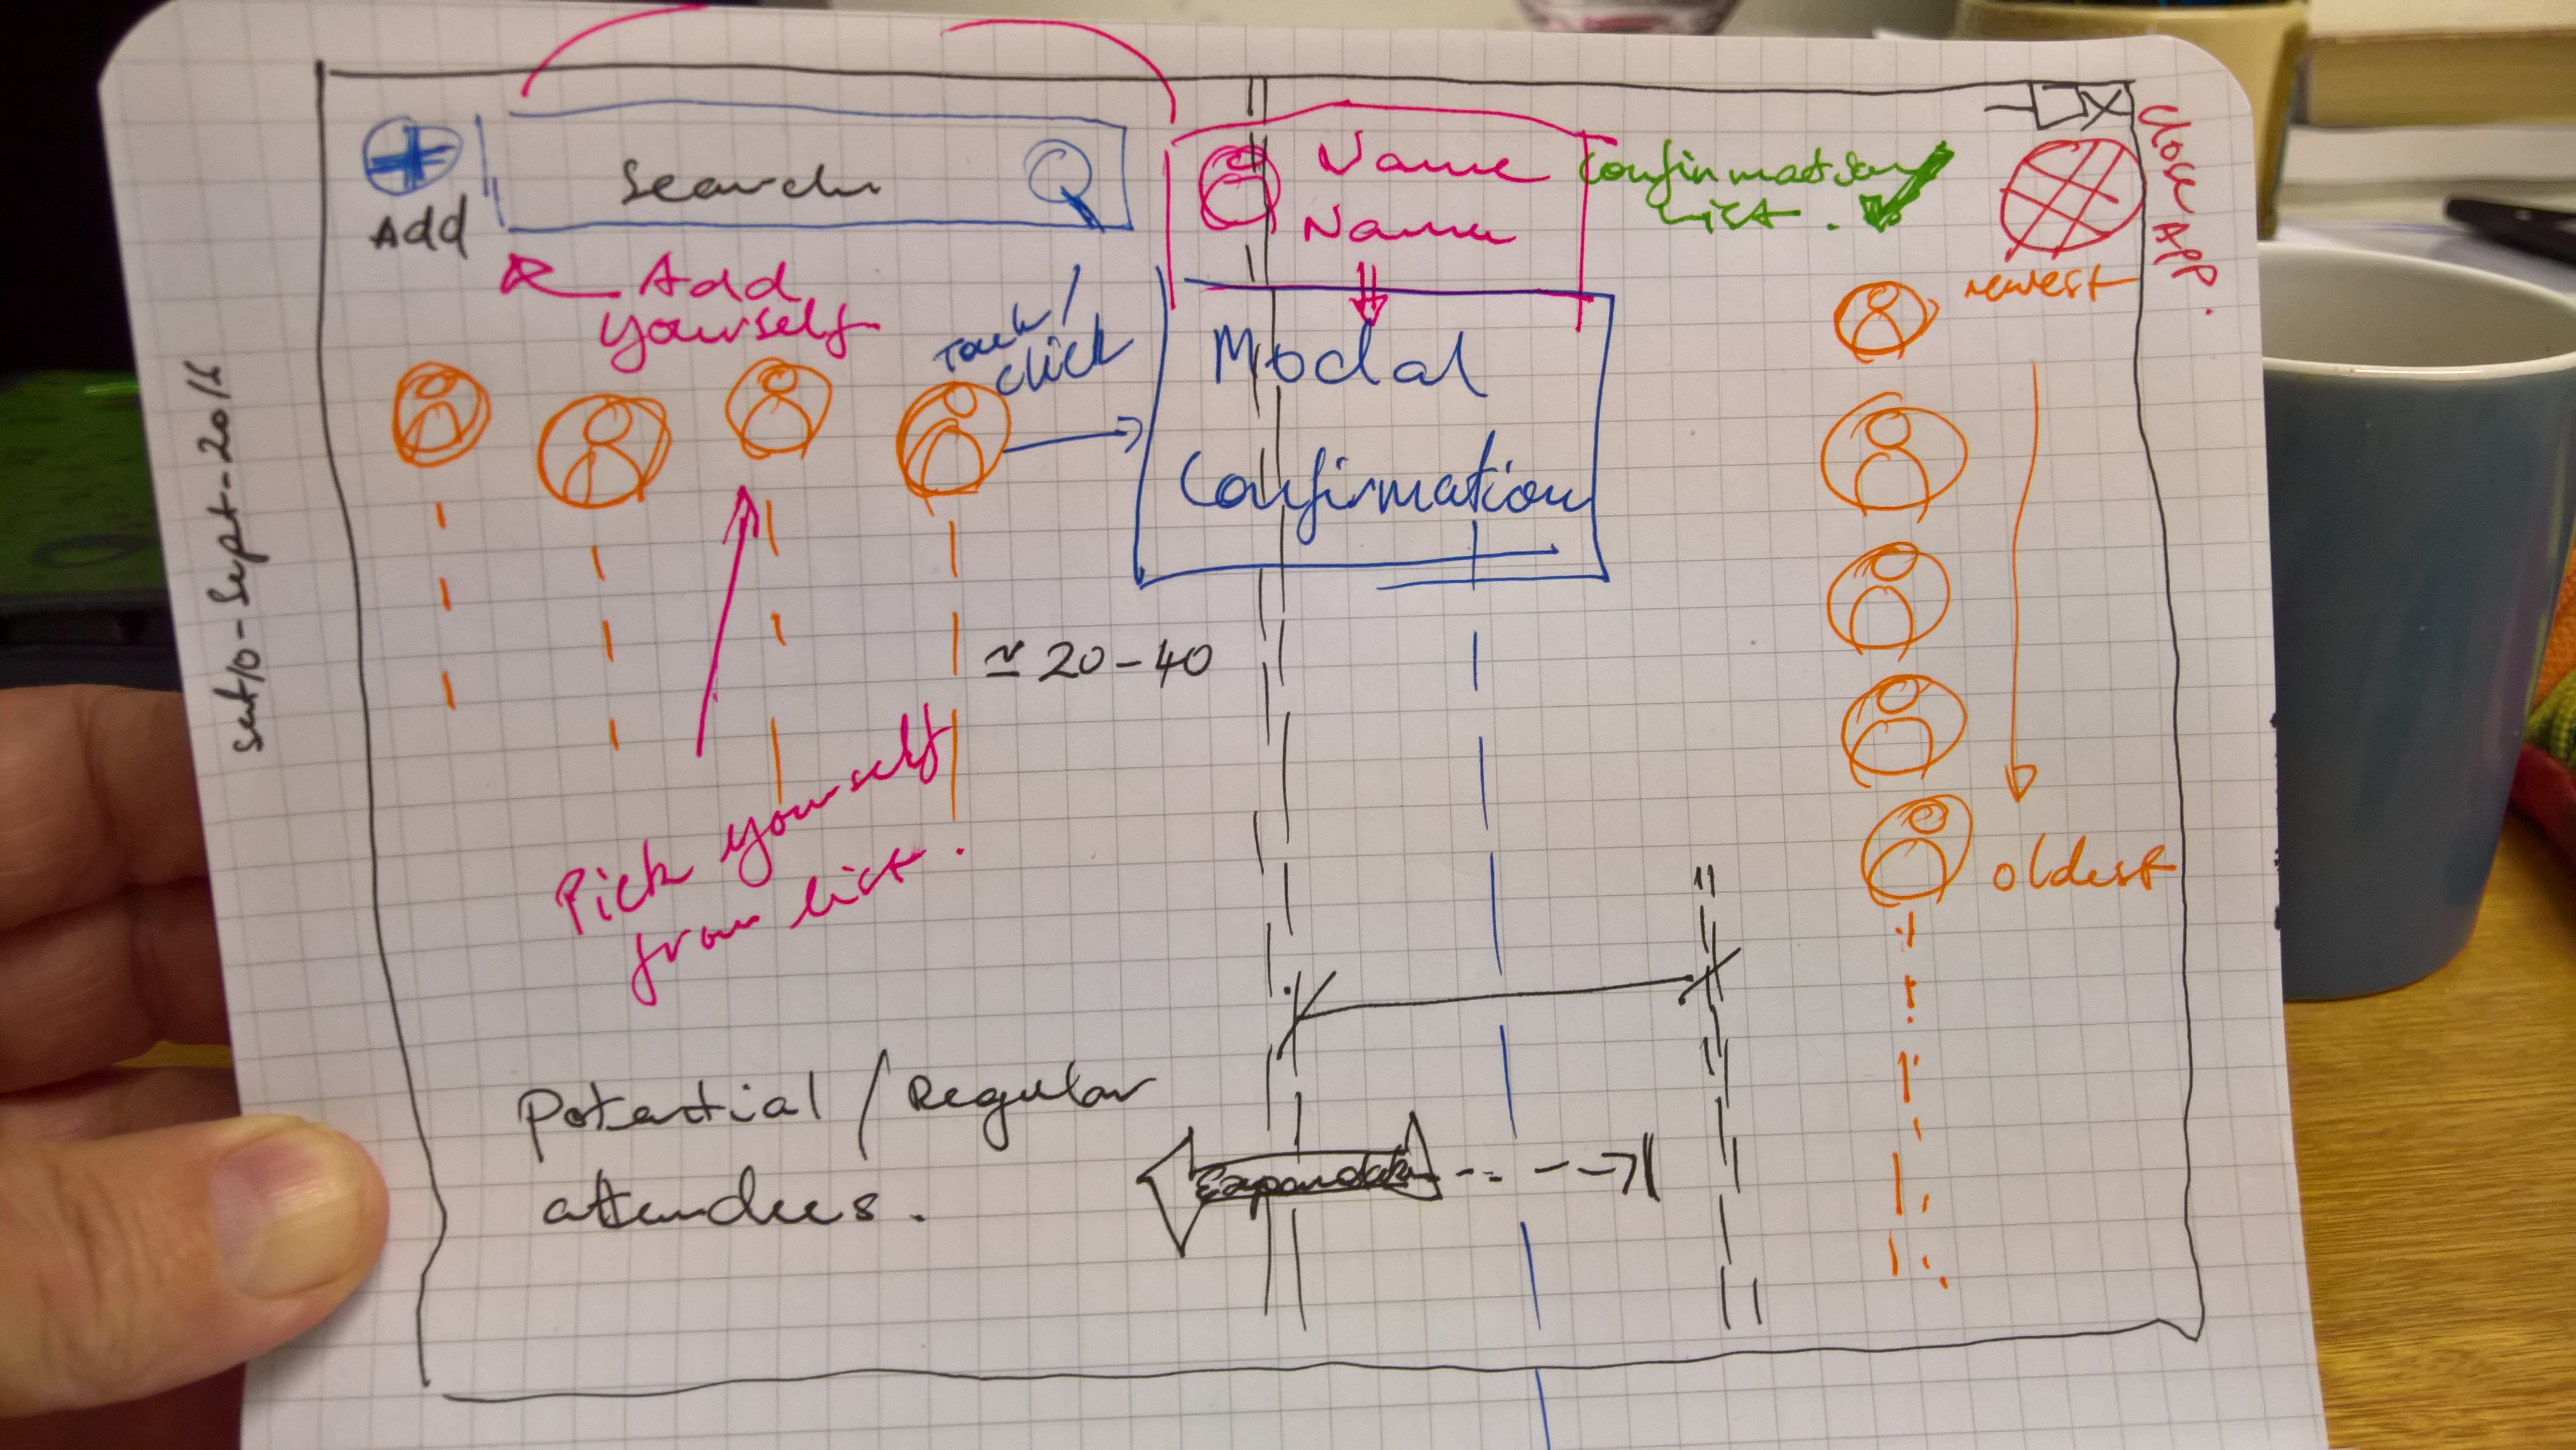 Sat 10-Sept-2016
Add
Search
Add
yourself
Name
Name
Confirmation
list.
close App.
newest
Touch/
click
Modal
Confirmation
≃ 20-40
Pick yourself
from list.
oldest
Potential / Regular
attendees.
Expandable